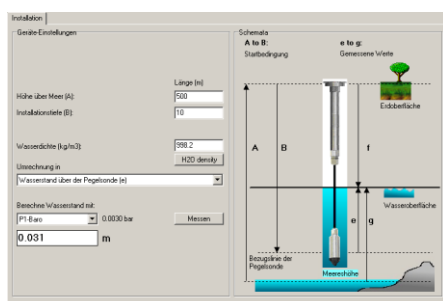 Installation
Geräte-Einstellungen
Länge (m)
Höhe über Meer (A):
500
Installationstiefe (B):
10
Wasserdichte (kg/m3):
998.2
H2O density
Umrechnung in
Wasserstand über der Pegelsonde (e)
Berechne Wasserstand mit:
P1-Baro
0.0030 bar
Messen
0.031
m
Schemata
A to B:
e to g:
Startbedingung
Gemessene Werte
Erdoberfläche
A
B
f
Wasseroberfläche
e
g
Bezugslinie der
Pegelsonde
Meereshöhe